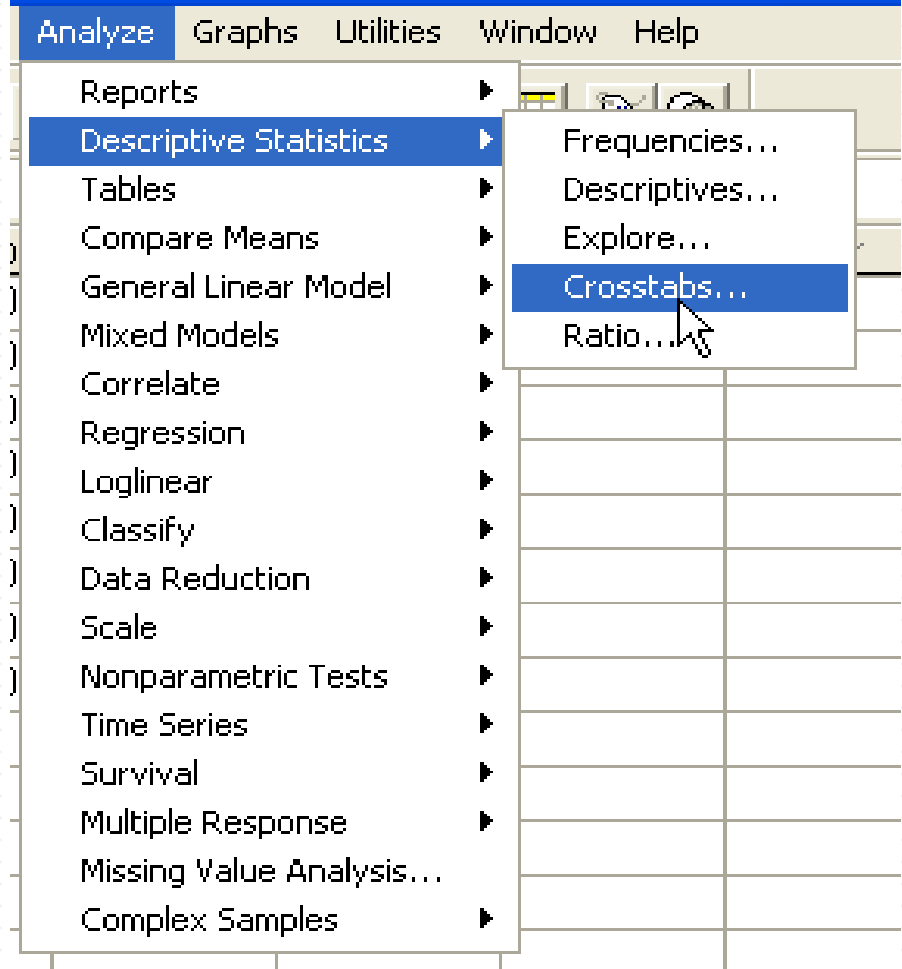 Analyze Graphs Utilities Window Help
Reports
Descriptive Statistics
Tables
Compare Means
General Linear Model
Mixed Models
Correlate
Regression
Loglinear
Classify
Data Reduction
Scale
Nonparametric Tests
Time Series
Survival
Multiple Response
Missing Value Analysis...
Complex Samples
Frequencies...
Descriptives...
Explore...
Crosstabs...
Ratio...